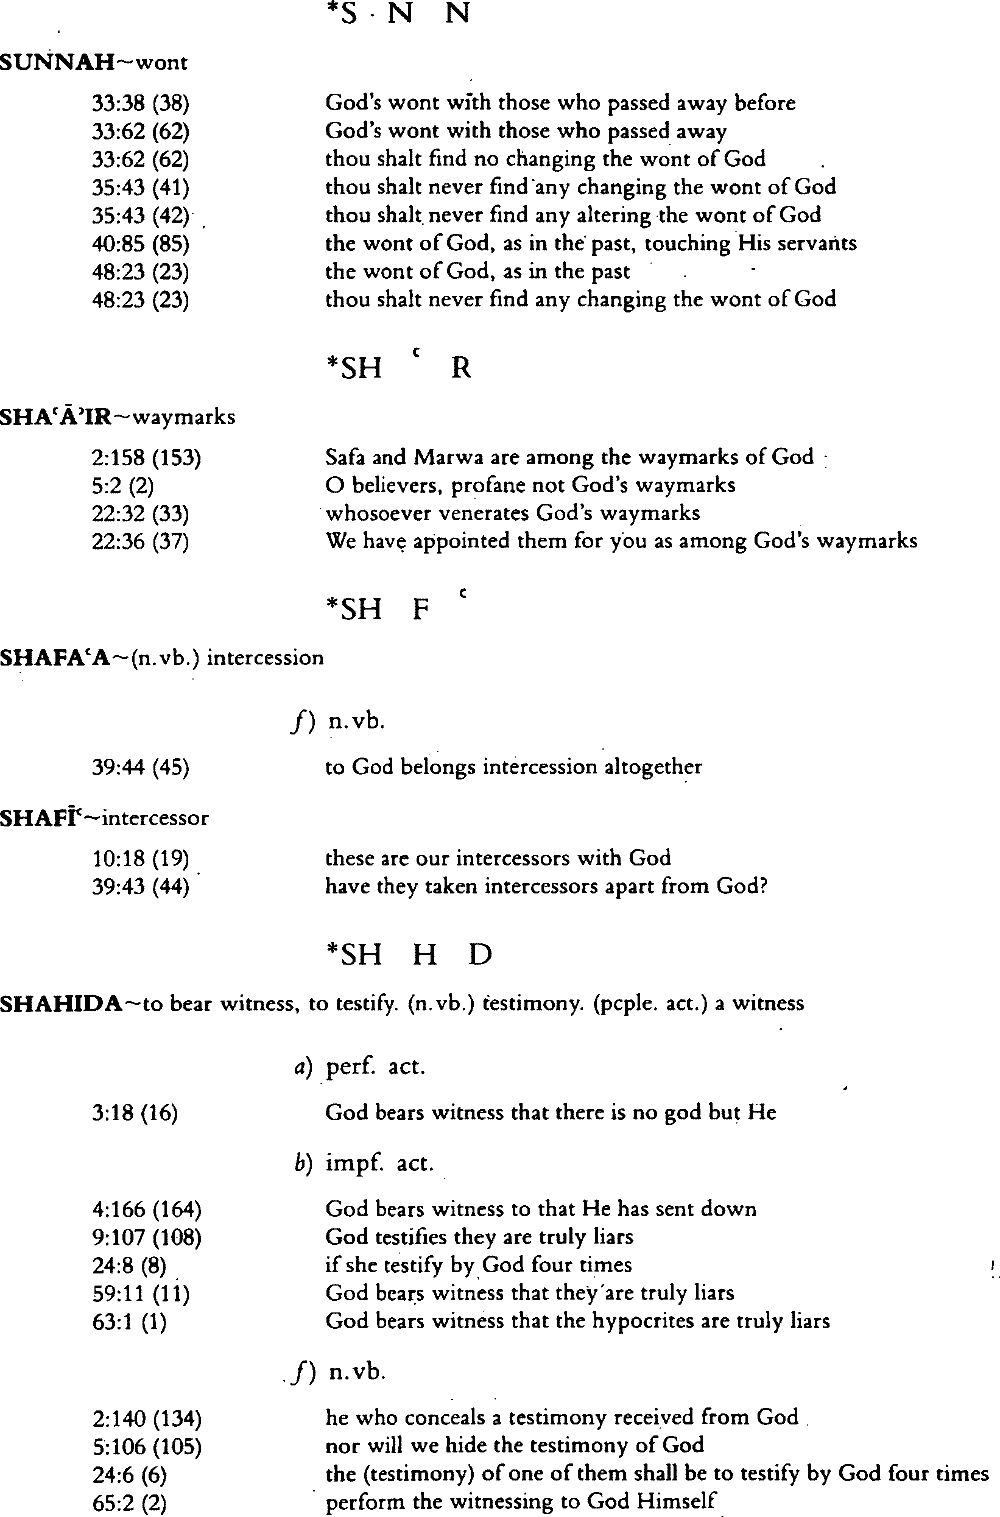 *S N N
SUNNAH~wont
33:38 (38) God's wont with those who passed away before
33:62 (62) God's wont with those who passed away
33:62 (62) thou shalt find no changing the wont of God
35:43 (41) thou shalt never find any changing the wont of God
35:43 (42) thou shalt never find any altering the wont of God
40:85 (85) the wont of God, as in the past, touching His servants
48:23 (23) the wont of God, as in the past
48:23 (23) thou shalt never find any changing the wont of God
*SH ʿ R
SHAʿĀʾIR~waymarks
2:158 (153) Safa and Marwa are among the waymarks of God
5:2 (2) O believers, profane not God's waymarks
22:32 (33) whosoever venerates God's waymarks
22:36 (37) We have appointed them for you as among God's waymarks
*SH F ʿ
SHAFAʿA~(n.vb.) intercession
f) n.vb.
39:44 (45) to God belongs intercession altogether
SHAFĪʿ~intercessor
10:18 (19) these are our intercessors with God
39:43 (44) have they taken intercessors apart from God?
*SH H D
SHAHIDA~to bear witness, to testify. (n.vb.) testimony. (pcple. act.) a witness
a) perf. act.
3:18 (16) God bears witness that there is no god but He
b) impf. act.
4:166 (164) God bears witness to that He has sent down
9:107 (108) God testifies they are truly liars
24:8 (8) if she testify by God four times
59:11 (11) God bears witness that they are truly liars
63:1 (1) God bears witness that the hypocrites are truly liars
f) n.vb.
2:140 (134) he who conceals a testimony received from God
5:106 (105) nor will we hide the testimony of God
24:6 (6) the (testimony) of one of them shall be to testify by God four times
65:2 (2) perform the witnessing to God Himself